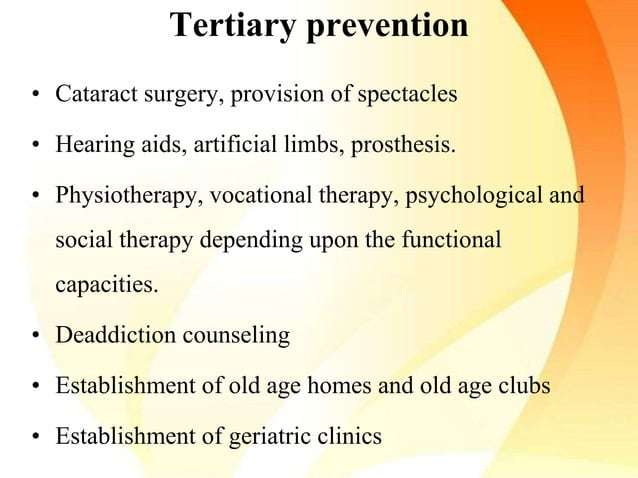 Tertiary prevention
• Cataract surgery, provision of spectacles
• Hearing aids, artificial limbs, prosthesis.
• Physiotherapy, vocational therapy, psychological and
social therapy depending upon the functional
capacities.
• Deaddiction counseling
• Establishment of old age homes and old age clubs
• Establishment of geriatric clinics